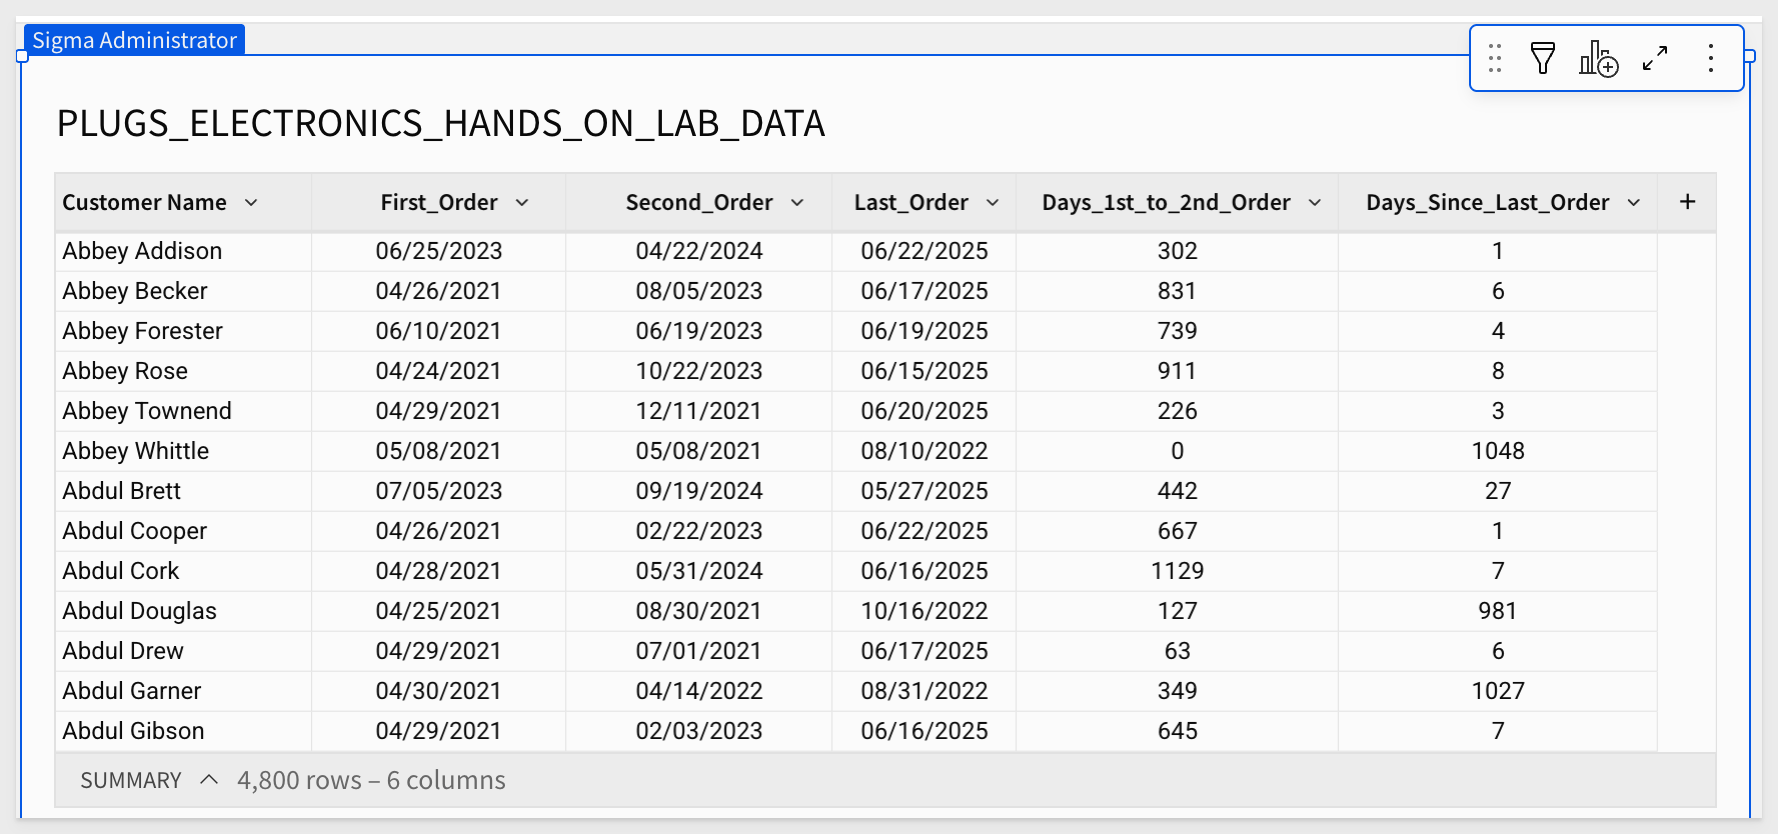 Sigma Administrator
PLUGS_ELECTRONICS_HANDS_ON_LAB_DATA
Customer Name First_Order Second_Order Last_Order Days_1st_to_2nd_Order Days_Since_Last_Order +
Abbey Addison 06/25/2023 04/22/2024 06/22/2025 302 1
Abbey Becker 04/26/2021 08/05/2023 06/17/2025 831 6
Abbey Forester 06/10/2021 06/19/2023 06/19/2025 739 4
Abbey Rose 04/24/2021 10/22/2023 06/15/2025 911 8
Abbey Townend 04/29/2021 12/11/2021 06/20/2025 226 3
Abbey Whittle 05/08/2021 05/08/2021 08/10/2022 0 1048
Abdul Brett 07/05/2023 09/19/2024 05/27/2025 442 27
Abdul Cooper 04/26/2021 02/22/2023 06/22/2025 667 1
Abdul Cork 04/28/2021 05/31/2024 06/16/2025 1129 7
Abdul Douglas 04/25/2021 08/30/2021 10/16/2022 127 981
Abdul Drew 04/29/2021 07/01/2021 06/17/2025 63 6
Abdul Garner 04/30/2021 04/14/2022 08/31/2022 349 1027
Abdul Gibson 04/29/2021 02/03/2023 06/16/2025 645 7
SUMMARY 4,800 rows – 6 columns